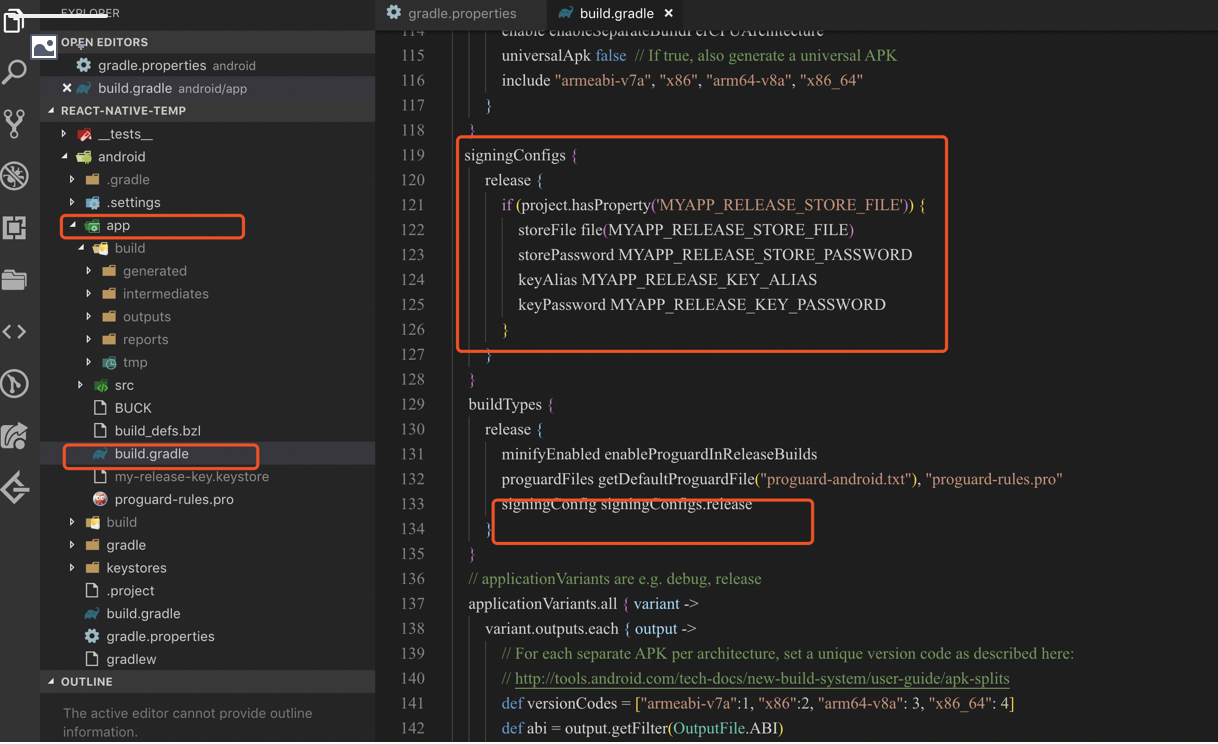 EXPLORER
OPEN EDITORS
gradle.properties android
build.gradle android/app
REACT-NATIVE-TEMP
__tests__
android
.gradle
.settings
app
build
generated
intermediates
outputs
reports
tmp
src
BUCK
build_defs.bzl
build.gradle
my-release-key.keystore
proguard-rules.pro
build
gradle
keystores
.project
build.gradle
gradle.properties
gradlew
OUTLINE
The active editor cannot provide outline
information.
gradle.properties
build.gradle
114 enable enableSeparateBuildPerCPUArchitecture
115 universalApk false // If true, also generate a universal APK
116 include "armeabi-v7a", "x86", "arm64-v8a", "x86_64"
117 }
118 }
119 signingConfigs {
120 release {
121 if (project.hasProperty('MYAPP_RELEASE_STORE_FILE')) {
122 storeFile file(MYAPP_RELEASE_STORE_FILE)
123 storePassword MYAPP_RELEASE_STORE_PASSWORD
124 keyAlias MYAPP_RELEASE_KEY_ALIAS
125 keyPassword MYAPP_RELEASE_KEY_PASSWORD
126 }
127 }
128 }
129 buildTypes {
130 release {
131 minifyEnabled enableProguardInReleaseBuilds
132 proguardFiles getDefaultProguardFile("proguard-android.txt"), "proguard-rules.pro"
133 signingConfig signingConfigs.release
134 }
135 }
136 // applicationVariants are e.g. debug, release
137 applicationVariants.all { variant ->
138 variant.outputs.each { output ->
139 // For each separate APK per architecture, set a unique version code as described here:
140 // http://tools.android.com/tech-docs/new-build-system/user-guide/apk-splits
141 def versionCodes = ["armeabi-v7a":1, "x86":2, "arm64-v8a": 3, "x86_64": 4]
142 def abi = output.getFilter(OutputFile.ABI)